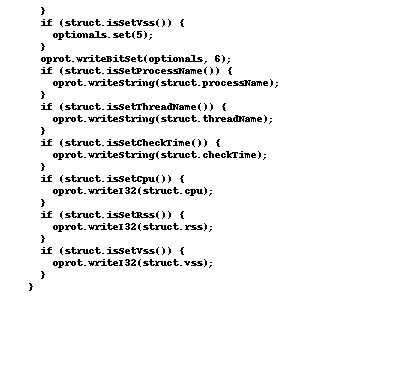 }
if (struct.isSetVss()) {
optionals.set(5);
}
oprot.writeBitSet(optionals, 6);
if (struct.isSetProcessName()) {
oprot.writeString(struct.processName);
}
if (struct.isSetThreadName()) {
oprot.writeString(struct.threadName);
}
if (struct.isSetCheckTime()) {
oprot.writeString(struct.checkTime);
}
if (struct.isSetCpu()) {
oprot.writeI32(struct.cpu);
}
if (struct.isSetRss()) {
oprot.writeI32(struct.rss);
}
if (struct.isSetVss()) {
oprot.writeI32(struct.vss);
}
}